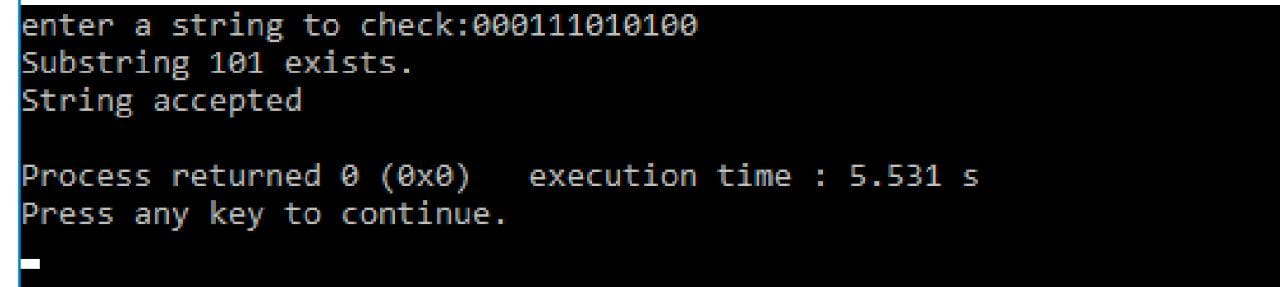 enter a string to check:000111010100
Substring 101 exists.
String accepted
Process returned 0 (0x0)   execution time : 5.531 s
Press any key to continue.